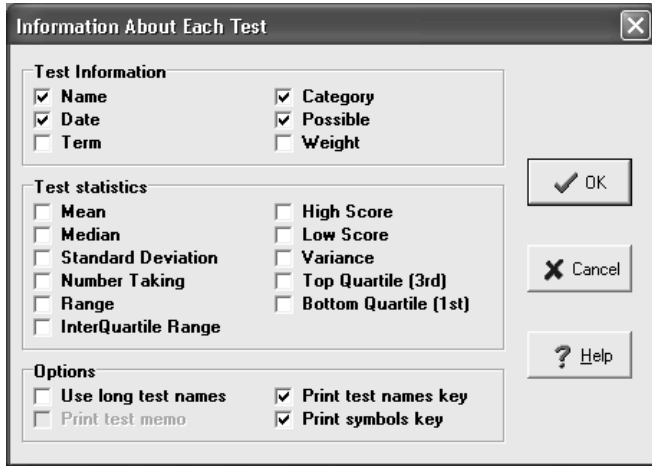 Information About Each Test
Test Information
Name
Category
Date
Possible
Term
Weight
Test statistics
Mean
High Score
Median
Low Score
Standard Deviation
Variance
Number Taking
Top Quartile (3rd)
Range
Bottom Quartile (1st)
InterQuartile Range
Options
Use long test names
Print test names key
Print test memo
Print symbols key
OK
Cancel
Help